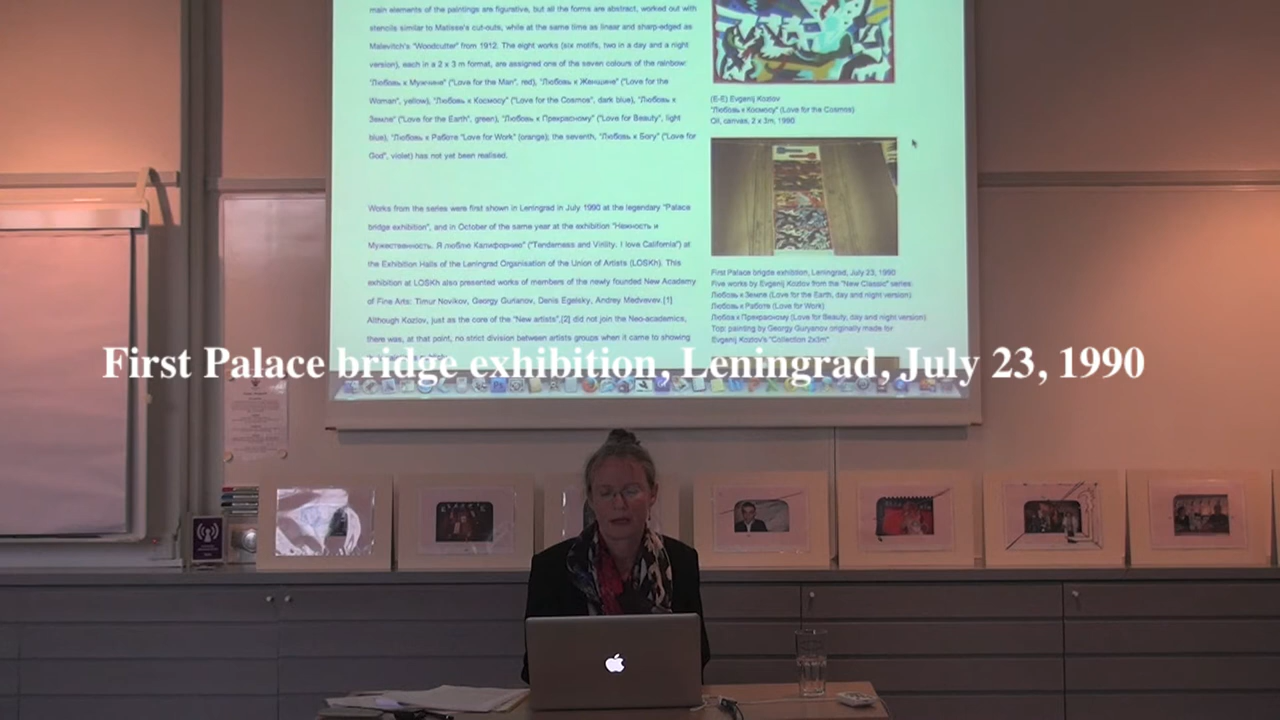 main elements of the paintings are figurative, but all the forms are abstract, worked out with
stencils similar to Matisse's cut-outs, while at the same time as linear and sharp-edged as
Malevitch's "Woodcutter" from 1912. The eight works (six motifs, two in a day and a night
version), each in a 2 x 3 m format, are assigned one of the seven colours of the rainbow:
"Любовь к Мужчине" ("Love for the Man", red), "Любовь к Женщине" ("Love for the
Woman", yellow), "Любовь к Космосу" ("Love for the Cosmos", dark blue), "Любовь к
Земле" ("Love for the Earth", green), "Любовь к Прекрасному" ("Love for Beauty", light
blue), "Любовь к Работе "Love for Work" (orange); the seventh, "Любовь к Богу" ("Love for
God", violet) has not yet been realised.
Works from the series were first shown in Leningrad in July 1990 at the legendary "Palace
bridge exhibition", and in October of the same year at the exhibition "Нежность и
Мужественность. Я люблю Калифорнию" ("Tenderness and Virility. I love California") at
the Exhibition Halls of the Leningrad Organisation of the Union of Artists (LOSKh). This
exhibition at LOSKh also presented works of members of the newly founded New Academy
of Fine Arts: Timur Novikov, Georgy Gurianov, Denis Egelsky, Andrey Medvevev.[1]
Although Kozlov, just as the core of the "New artists",[2] did not join the Neo-academics,
there was, at that point, no strict division between artists groups when it came to showing
(E-E) Evgenij Kozlov
"Любовь к Космосу" (Love for the Cosmos)
Oil, canvas, 2 x 3m, 1990
First Palace brigde exhbition, Leningrad, July 23, 1990
Five works by Evgenij Kozlov from the "New Classic" series:
Любовь к Земле (Love for the Earth, day and night version)
Любовь к Работе (Love for Work)
Любов к Прекрасному (Love for Beauty, day and night version)
Top: painting by Georgy Guryanov originally made for
Evgenij Kozlov's "Collection 2x3m"
First Palace bridge exhibition, Leningrad, July 23, 1990